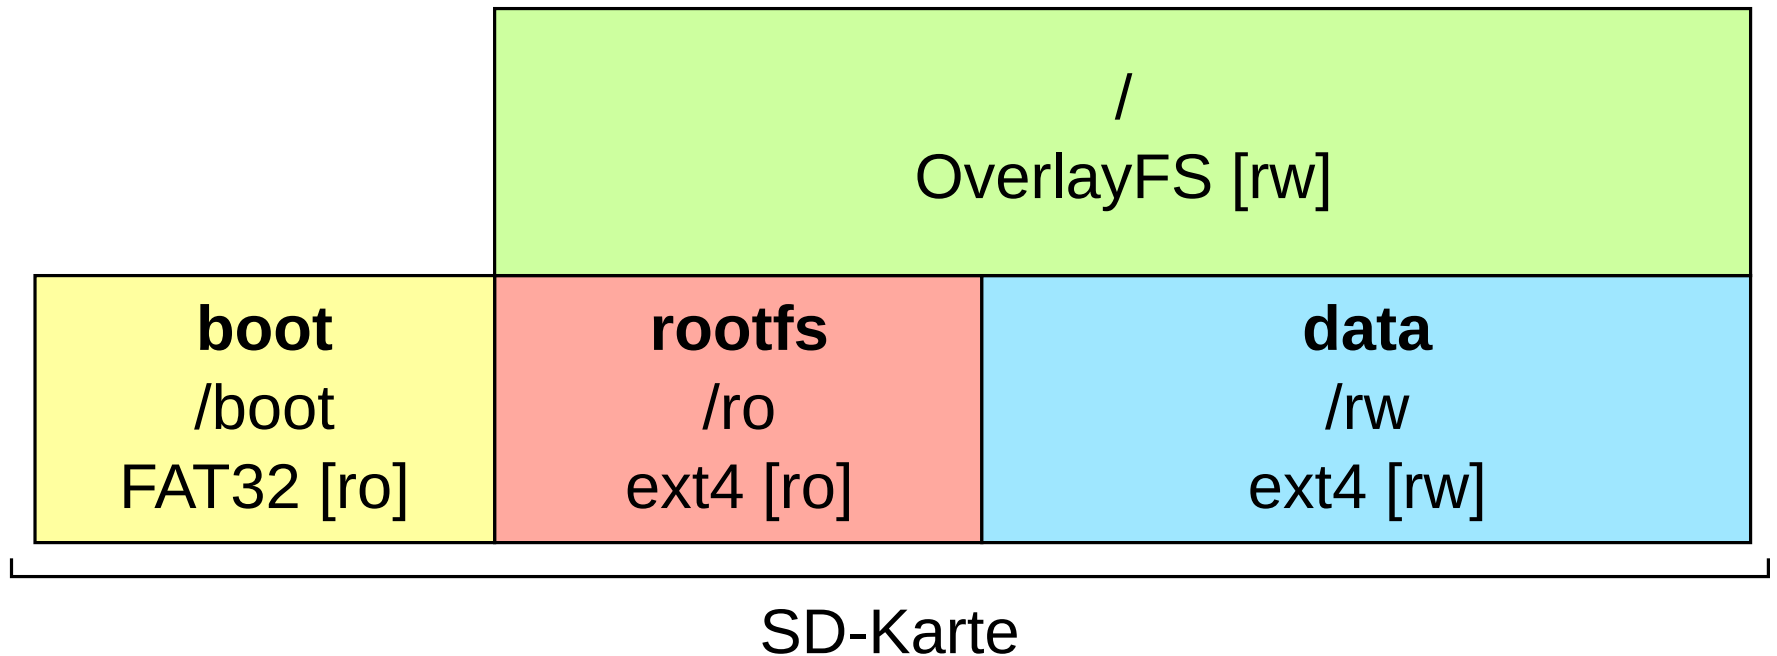 /
OverlayFS [rw]
boot
/boot
FAT32 [ro]
rootfs
/ro
ext4 [ro]
data
/rw
ext4 [rw]
SD-Karte